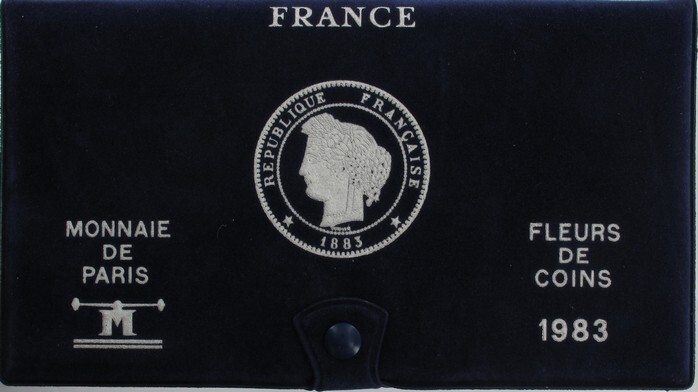 FRANCE
REPUBLIQUE FRANÇAISE
1883
MONNAIE
DE
PARIS
M
FLEURS
DE
COINS
1983